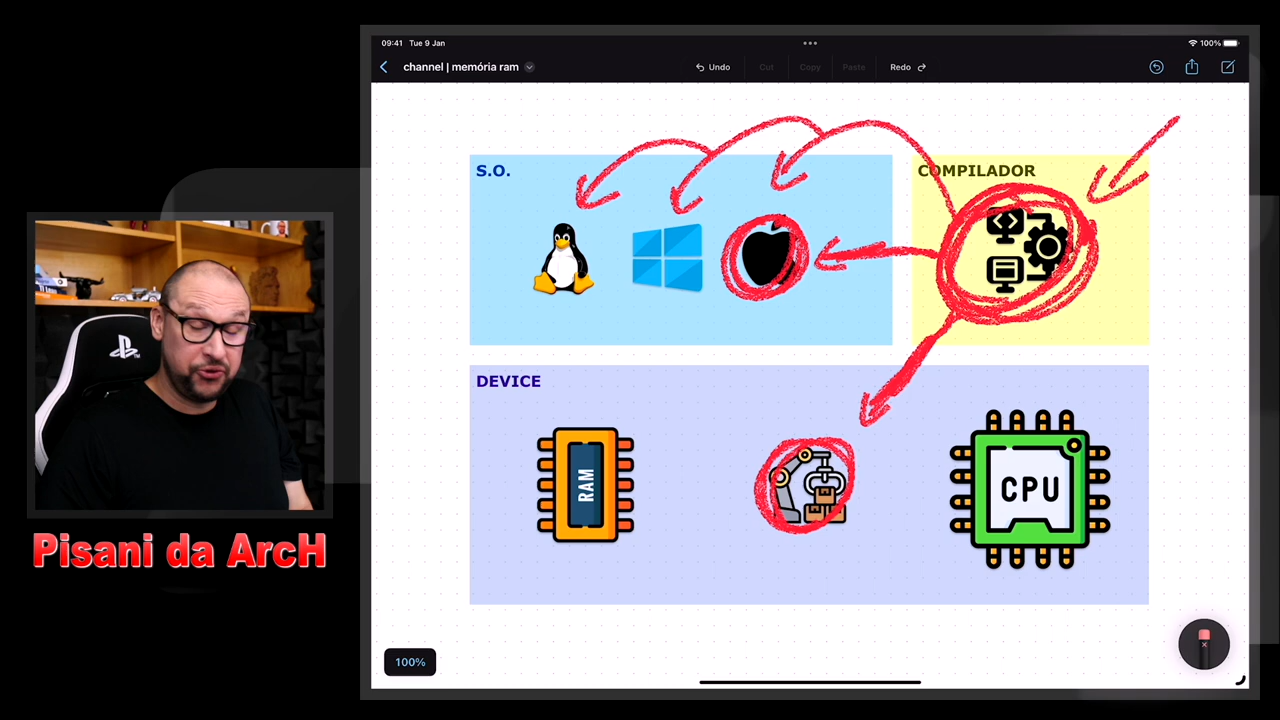 09:41 Tue 9 Jan
100%
channel | memória ram
Undo
Cut
Copy
Paste
Redo
S.O.
COMPILADOR
DEVICE
RAM
CPU
Pisani da ArcH
100%